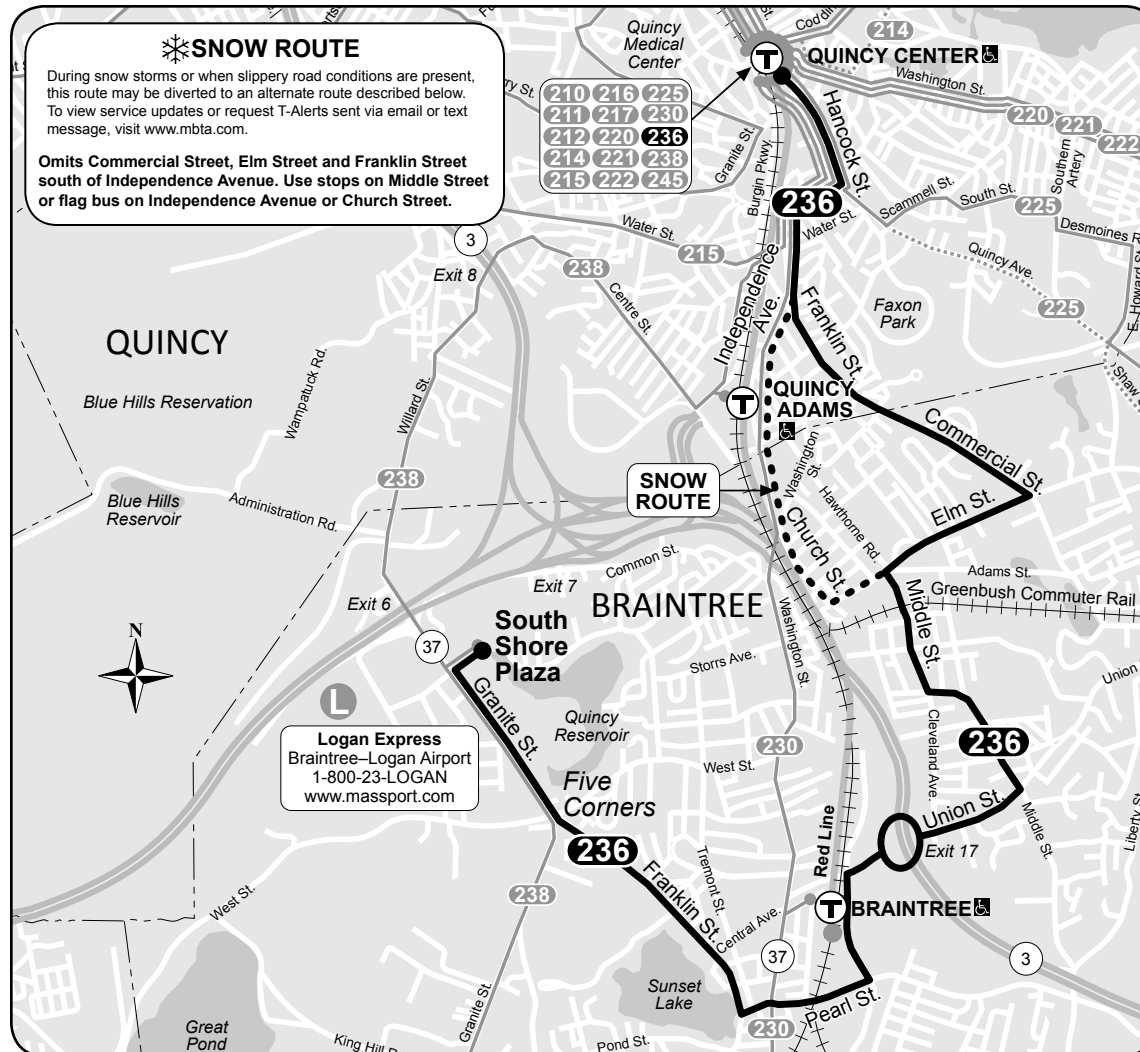 SNOW ROUTE
During snow storms or when slippery road conditions are present,
this route may be diverted to an alternate route described below.
To view service updates or request T-Alerts sent via email or text
message, visit www.mbta.com.
Omits Commercial Street, Elm Street and Franklin Street
south of Independence Avenue. Use stops on Middle Street
or flag bus on Independence Avenue or Church Street.
Quincy
Medical
Center
T
QUINCY CENTER
214
Washington St.
220
221
222
210 216 225
211 217 230
212 220 236
214 221 238
215 222 245
Granite St.
Burgin Pkwy.
Hancock St.
236
Water St.
Scammell St.
South St.
225
Southern
Artery
Desmoines
Quincy Ave.
225
E. Howard St.
Shaw
Water St.
215
3
Exit 8
238
Centre St.
Independence
Ave.
Franklin St.
Faxon
Park
QUINCY
Blue Hills Reservation
Wampatuck Rd.
Willard St.
238
Blue Hills
Reservoir
Administration Rd.
T
QUINCY
ADAMS
SNOW
ROUTE
Washington
St.
Hawthorne Rd.
Church St.
Commercial St.
Elm St.
Adams St.
Greenbush Commuter Rail
Middle St.
Common St.
Exit 7
Exit 6
BRAINTREE
37
South
Shore
Plaza
Granite St.
Storrs Ave.
Washington St.
Union
N
L
Logan Express
Braintree–Logan Airport
1-800-23-LOGAN
www.massport.com
Quincy
Reservoir
230
West St.
Cleveland Ave.
236
Union St.
Middle St.
Liberty St.
Exit 17
Five
Corners
236
Franklin St.
Tremont St.
Red Line
238
West St.
Central Ave.
T
BRAINTREE
37
3
Sunset
Lake
230
Pearl St.
Granite St.
Great
Pond
King Hill
Pond St.